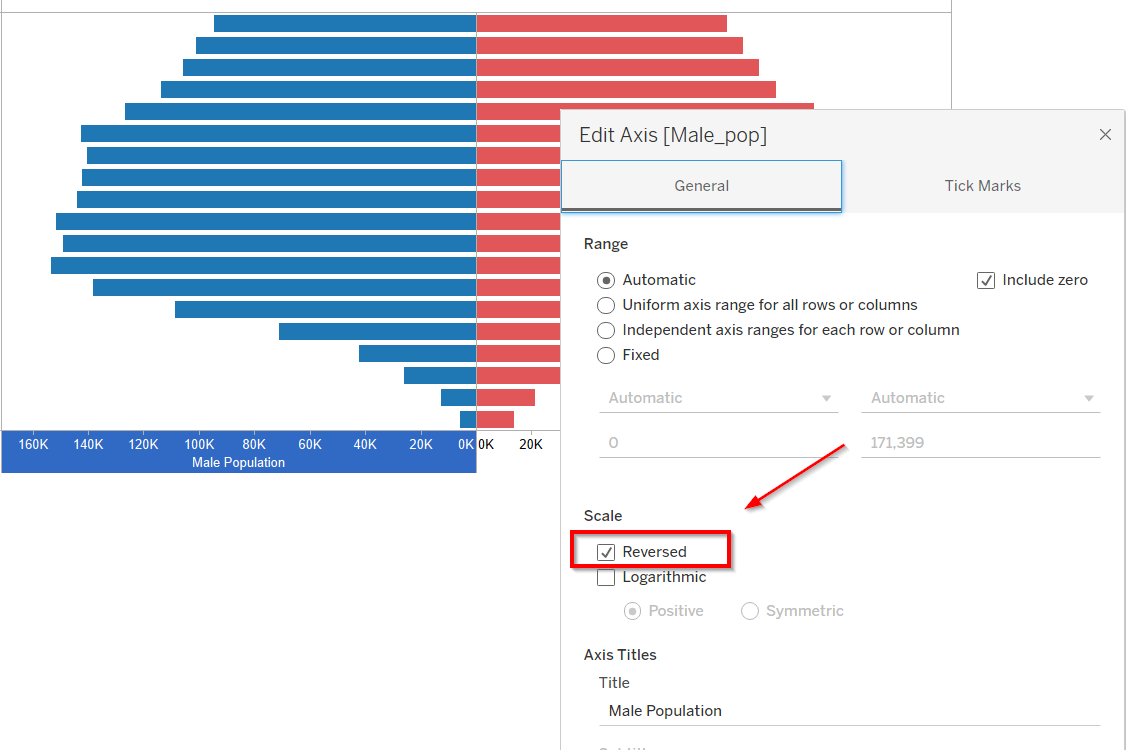 Edit Axis [Male_pop]
General Tick Marks
Range
Automatic Include zero
Uniform axis range for all rows or columns
Independent axis ranges for each row or column
Fixed
Automatic Automatic
0 171,399
160K 140K 120K 100K 80K 60K 40K 20K 0K 0K 20K
Male Population
Scale
Reversed
Logarithmic
Positive Symmetric
Axis Titles
Title
Male Population